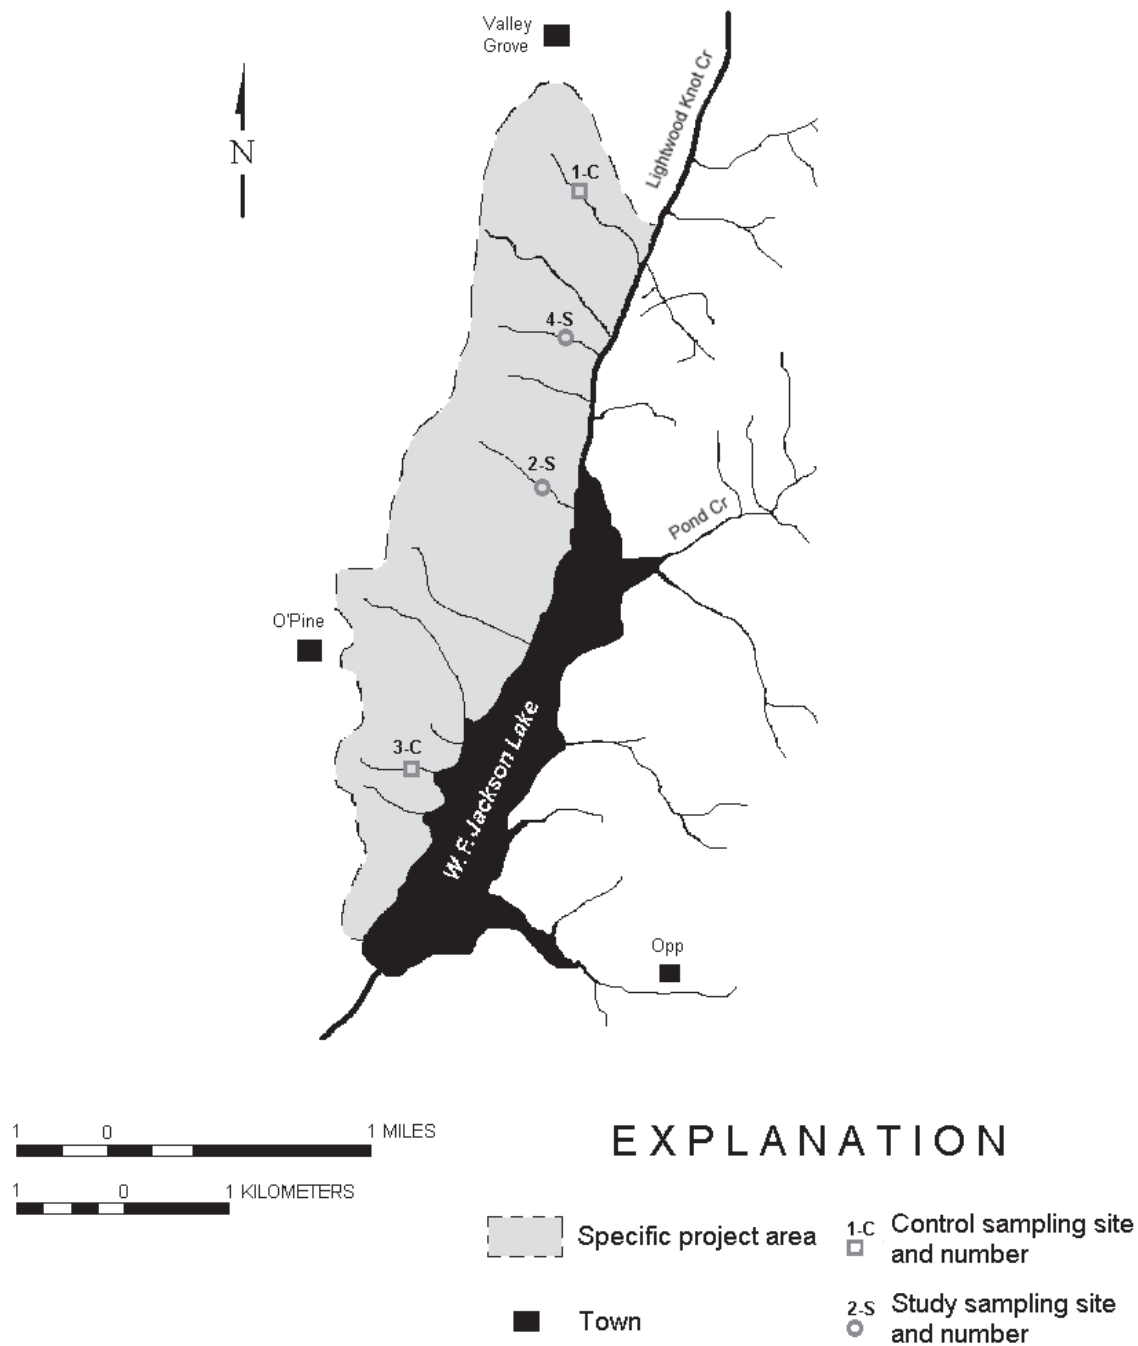 Valley
Grove
Lightwood Knot Cr
N
1-C
4-S
2-S
Pond Cr
O'Pine
3-C
W. F. Jackson Lake
Opp
1 0 1 MILES
1 0 1 KILOMETERS
EXPLANATION
Specific project area
1-C
Control sampling site
and number
Town
2-S
Study sampling site
and number